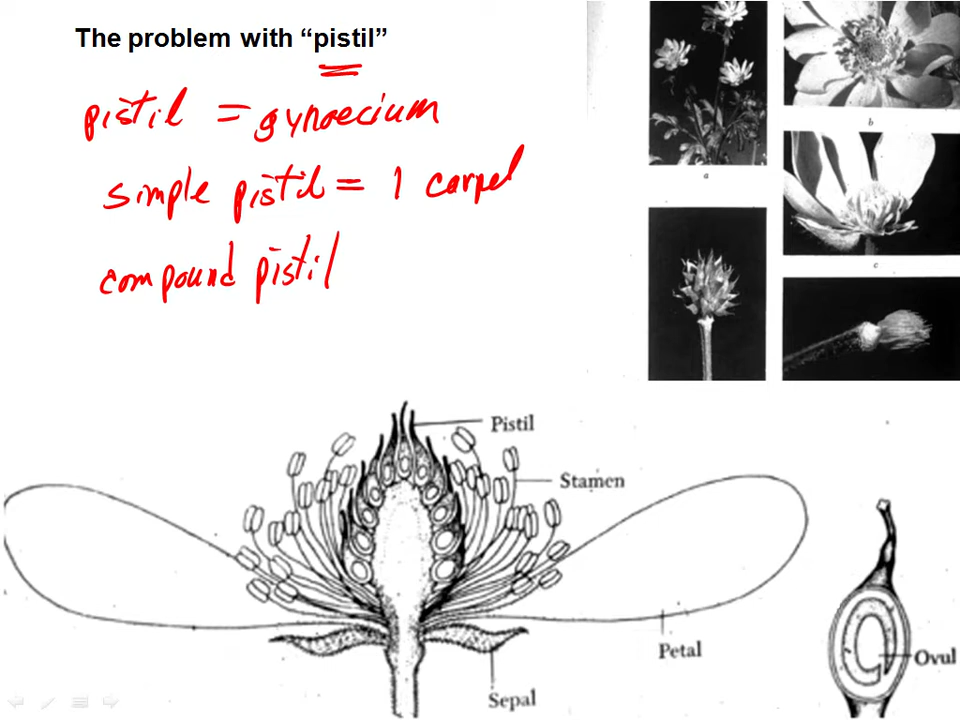 The problem with “pistil”
pistil = gynoecium
simple pistil = 1 carpel
compound pistil
a
b
c
Pistil
Stamen
Petal
Sepal
Ovul